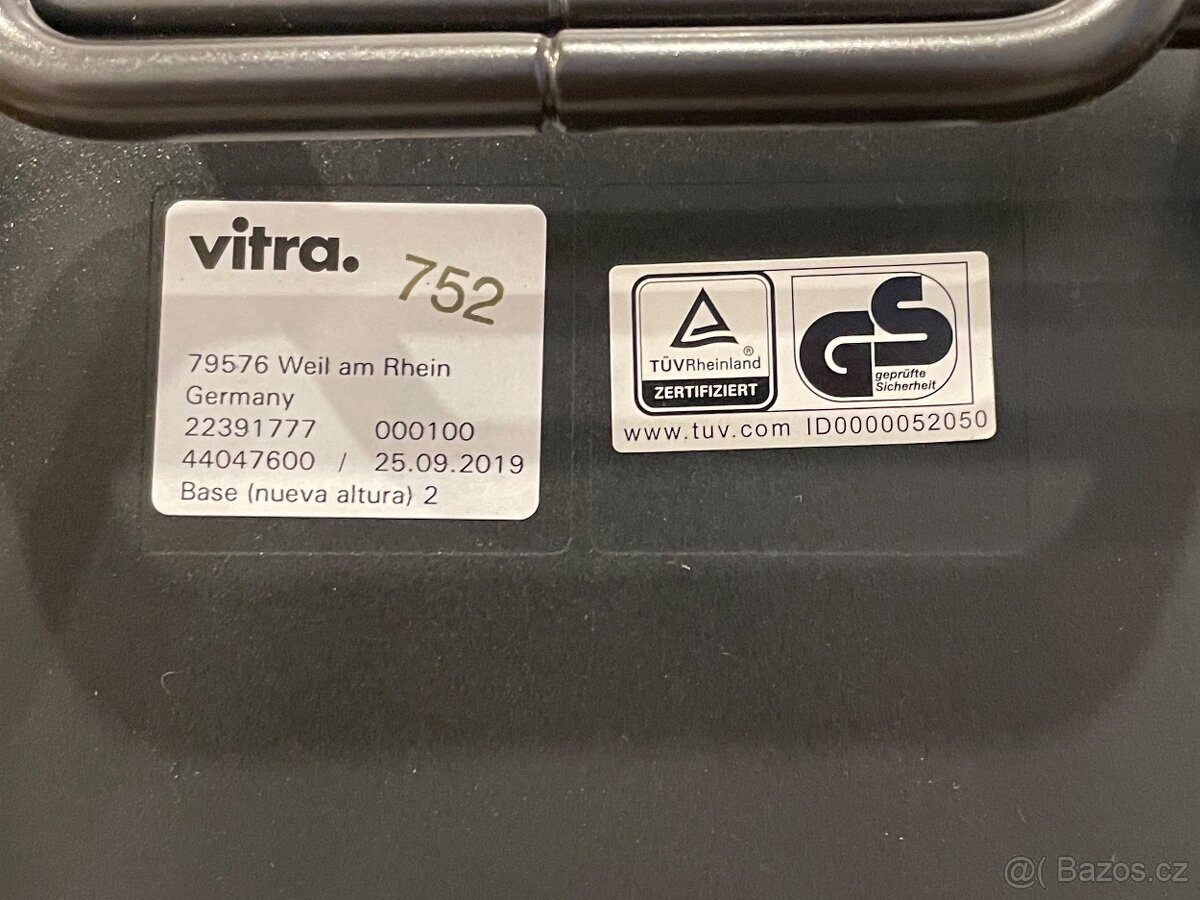 vitra.
752
79576 Weil am Rhein
Germany
22391777 000100
44047600 / 25.09.2019
Base (nueva altura) 2
TÜVRheinland®
ZERTIFIZIERT
GS
geprüfte
Sicherheit
www.tuv.com ID0000052050
@( Bazoš.cz